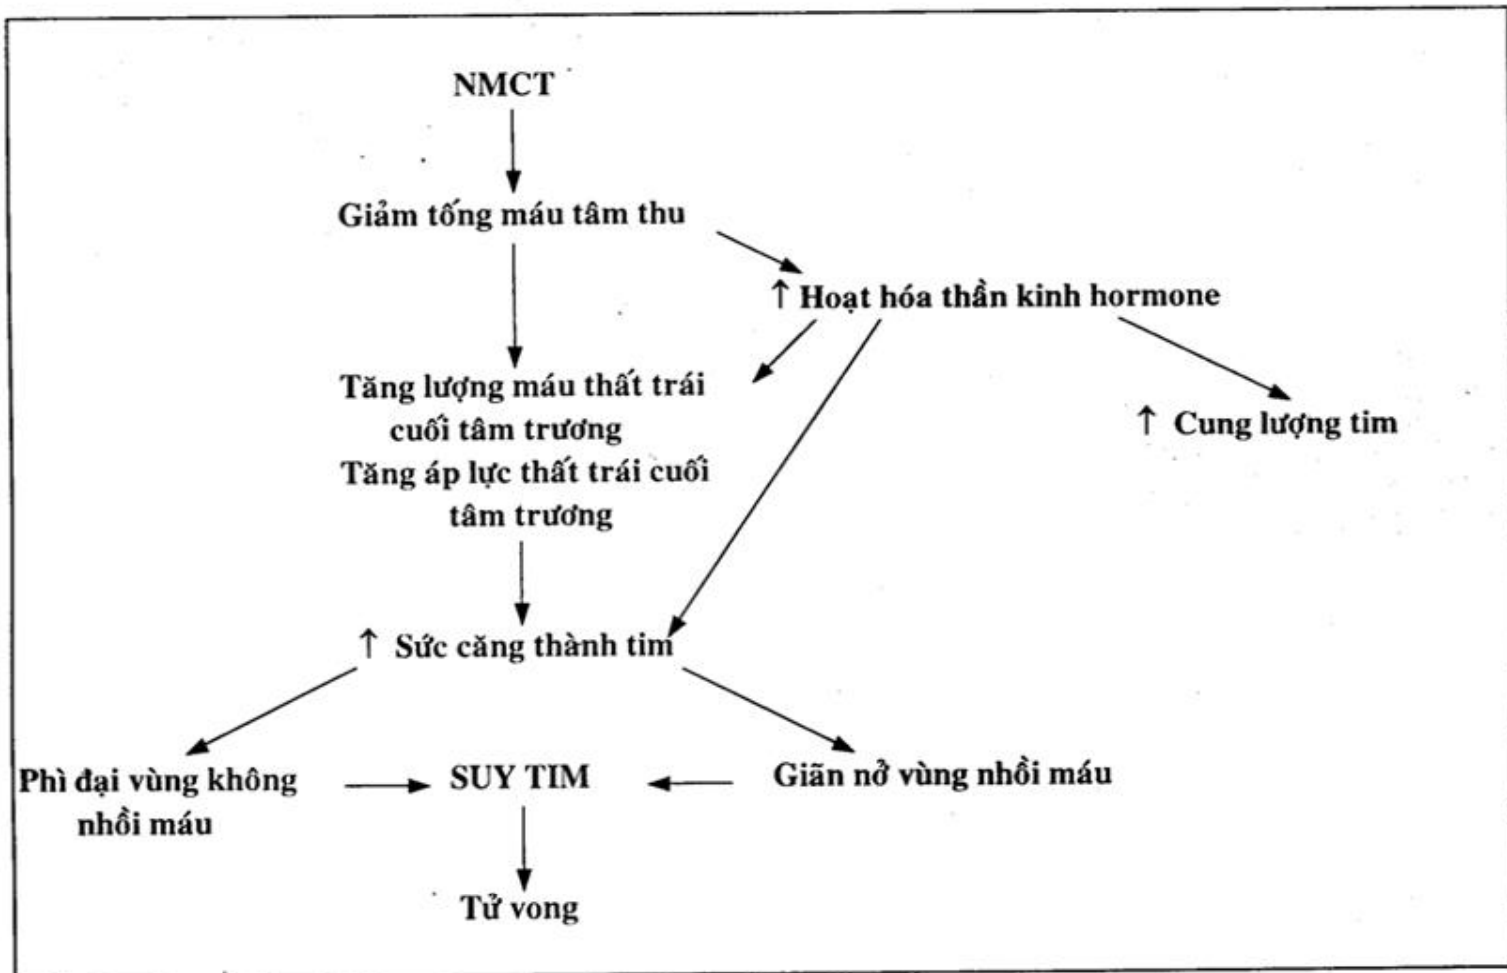 NMCT
Giảm tống máu tâm thu
↑ Hoạt hóa thần kinh hormone
Tăng lượng máu thất trái
cuối tâm trương
Tăng áp lực thất trái cuối
tâm trương
↑ Cung lượng tim
↑ Sức căng thành tim
Phì đại vùng không
nhồi máu
SUY TIM
Giãn nở vùng nhồi máu
Tử vong